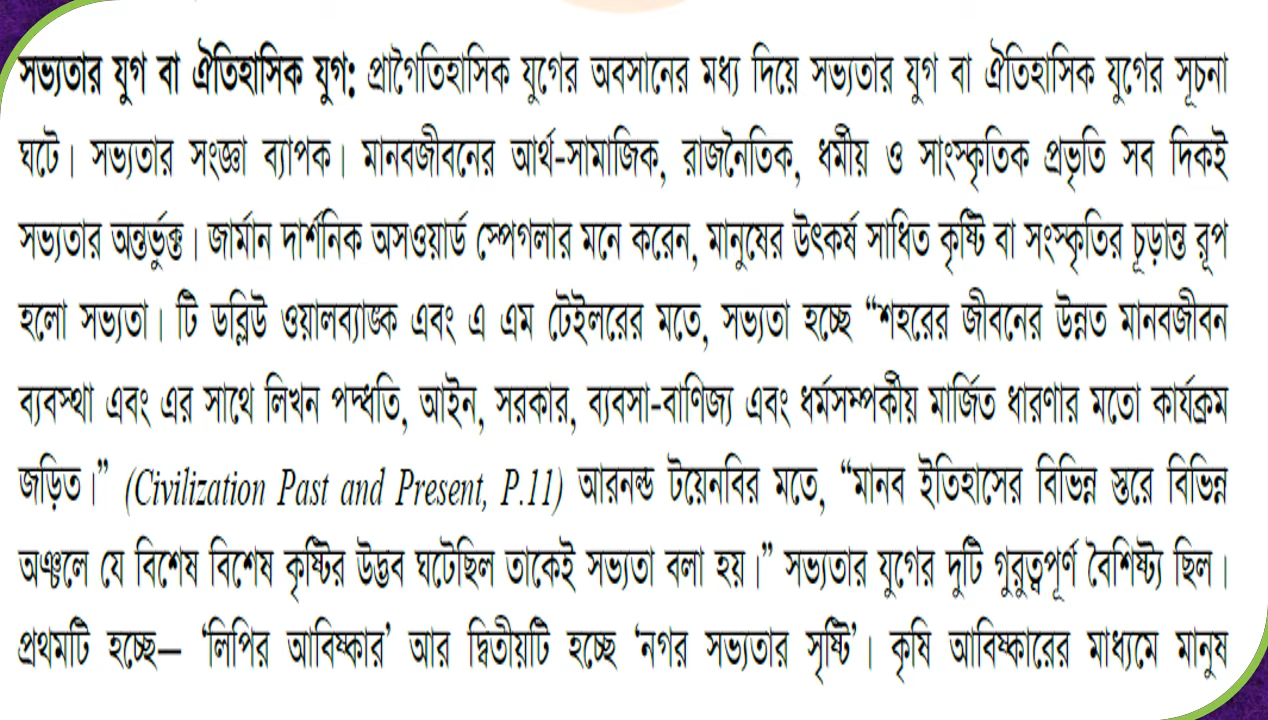 সভ্যতার যুগ বা ঐতিহাসিক যুগ: প্রাগৈতিহাসিক যুগের অবসানের মধ্য দিয়ে সভ্যতার যুগ বা ঐতিহাসিক যুগের সূচনা
ঘটে। সভ্যতার সংজ্ঞা ব্যাপক। মানবজীবনের আর্থ-সামাজিক, রাজনৈতিক, ধর্মীয় ও সাংস্কৃতিক প্রভৃতি সব দিকই
সভ্যতার অন্তর্ভুক্ত। জার্মান দার্শনিক অসওয়ার্ড স্পেগলার মনে করেন, মানুষের উৎকর্ষ সাধিত কৃষ্টি বা সংস্কৃতির চূড়ান্ত রূপ
হলো সভ্যতা। টি ডব্লিউ ওয়ালব্যাঙ্ক এবং এ এম টেইলরের মতে, সভ্যতা হচ্ছে “শহরের জীবনের উন্নত মানবজীবন
ব্যবস্থা এবং এর সাথে লিখন পদ্ধতি, আইন, সরকার, ব্যবসা-বাণিজ্য এবং ধর্মসম্পর্কীয় মার্জিত ধারণার মতো কার্যক্রম
জড়িত।” (Civilization Past and Present, P.11) আরনল্ড টয়েনবির মতে, “মানব ইতিহাসের বিভিন্ন স্তরে বিভিন্ন
অঞ্চলে যে বিশেষ বিশেষ কৃষ্টির উদ্ভব ঘটেছিল তাকেই সভ্যতা বলা হয়।” সভ্যতার যুগের দুটি গুরুত্বপূর্ণ বৈশিষ্ট্য ছিল।
প্রথমটি হচ্ছে– ‘লিপির আবিষ্কার’ আর দ্বিতীয়টি হচ্ছে ‘নগর সভ্যতার সৃষ্টি’। কৃষি আবিষ্কারের মাধ্যমে মানুষ